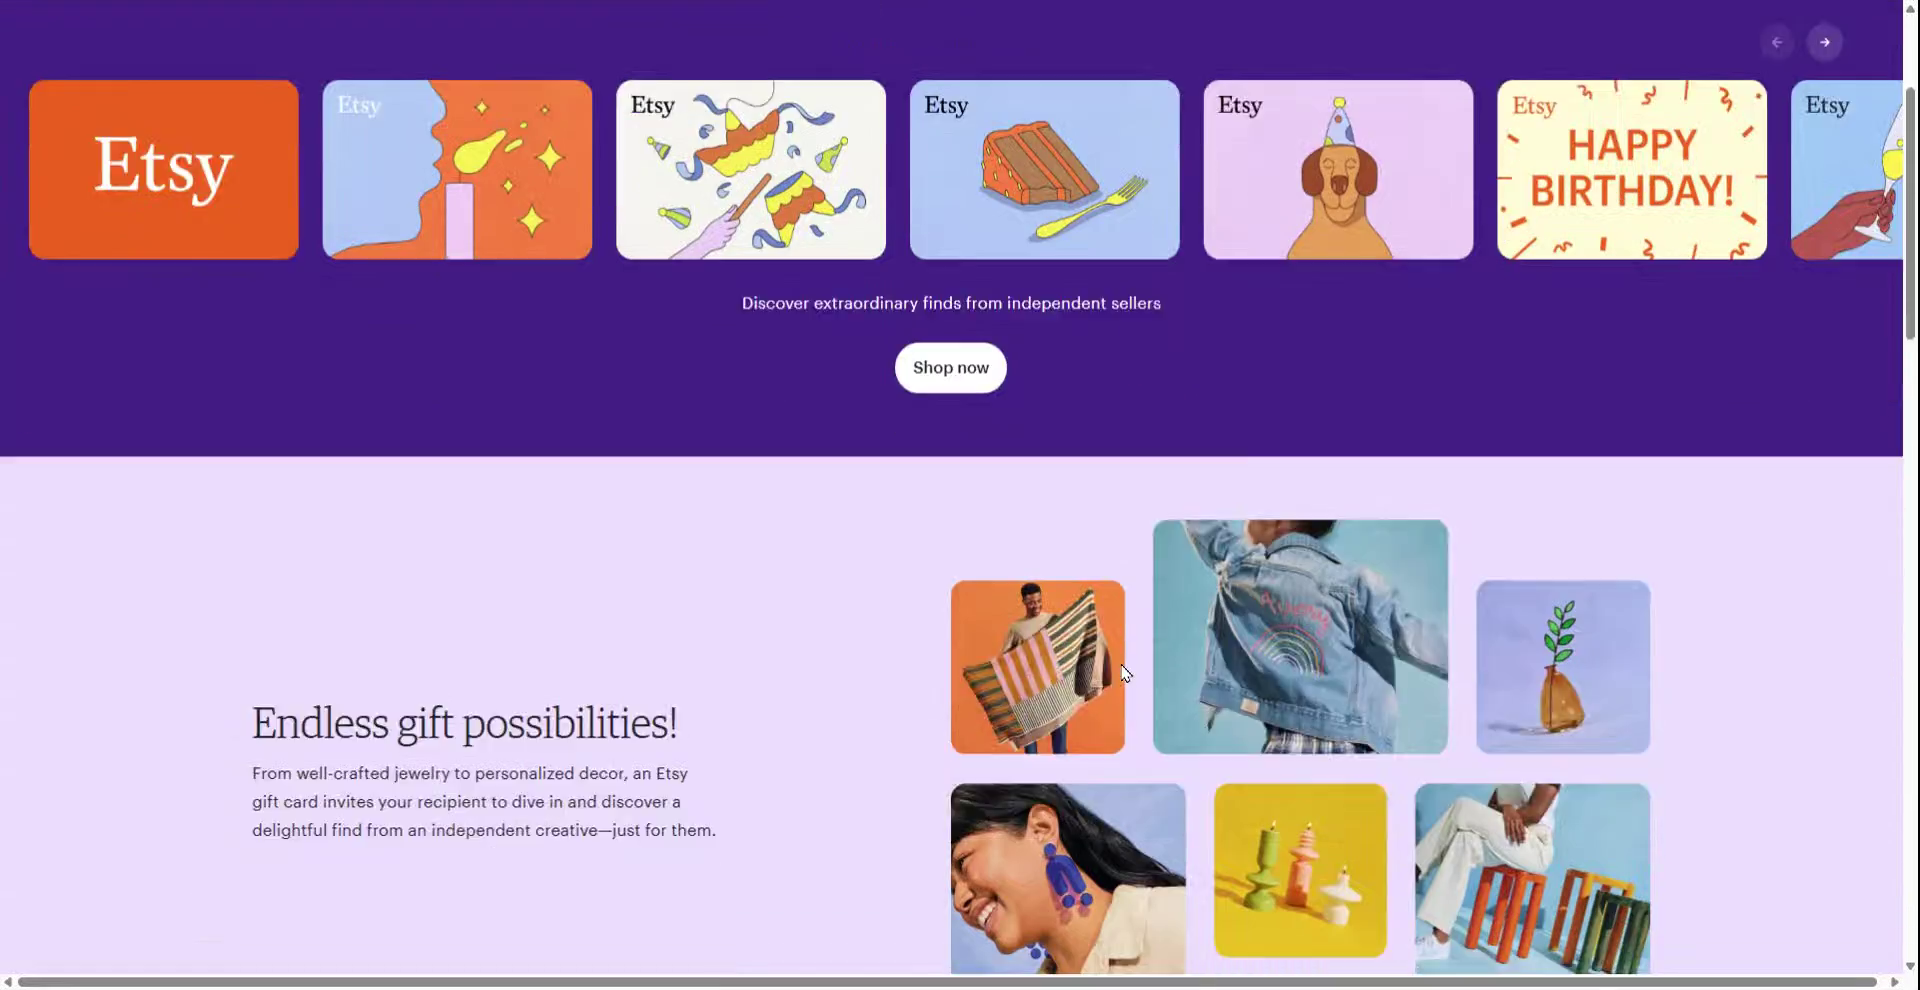 Etsy
Etsy
Etsy
Etsy
Etsy
Etsy
HAPPY
BIRTHDAY!
Etsy
Discover extraordinary finds from independent sellers
Shop now
Endless gift possibilities!
From well-crafted jewelry to personalized decor, an Etsy
gift card invites your recipient to dive in and discover a
delightful find from an independent creative—just for them.